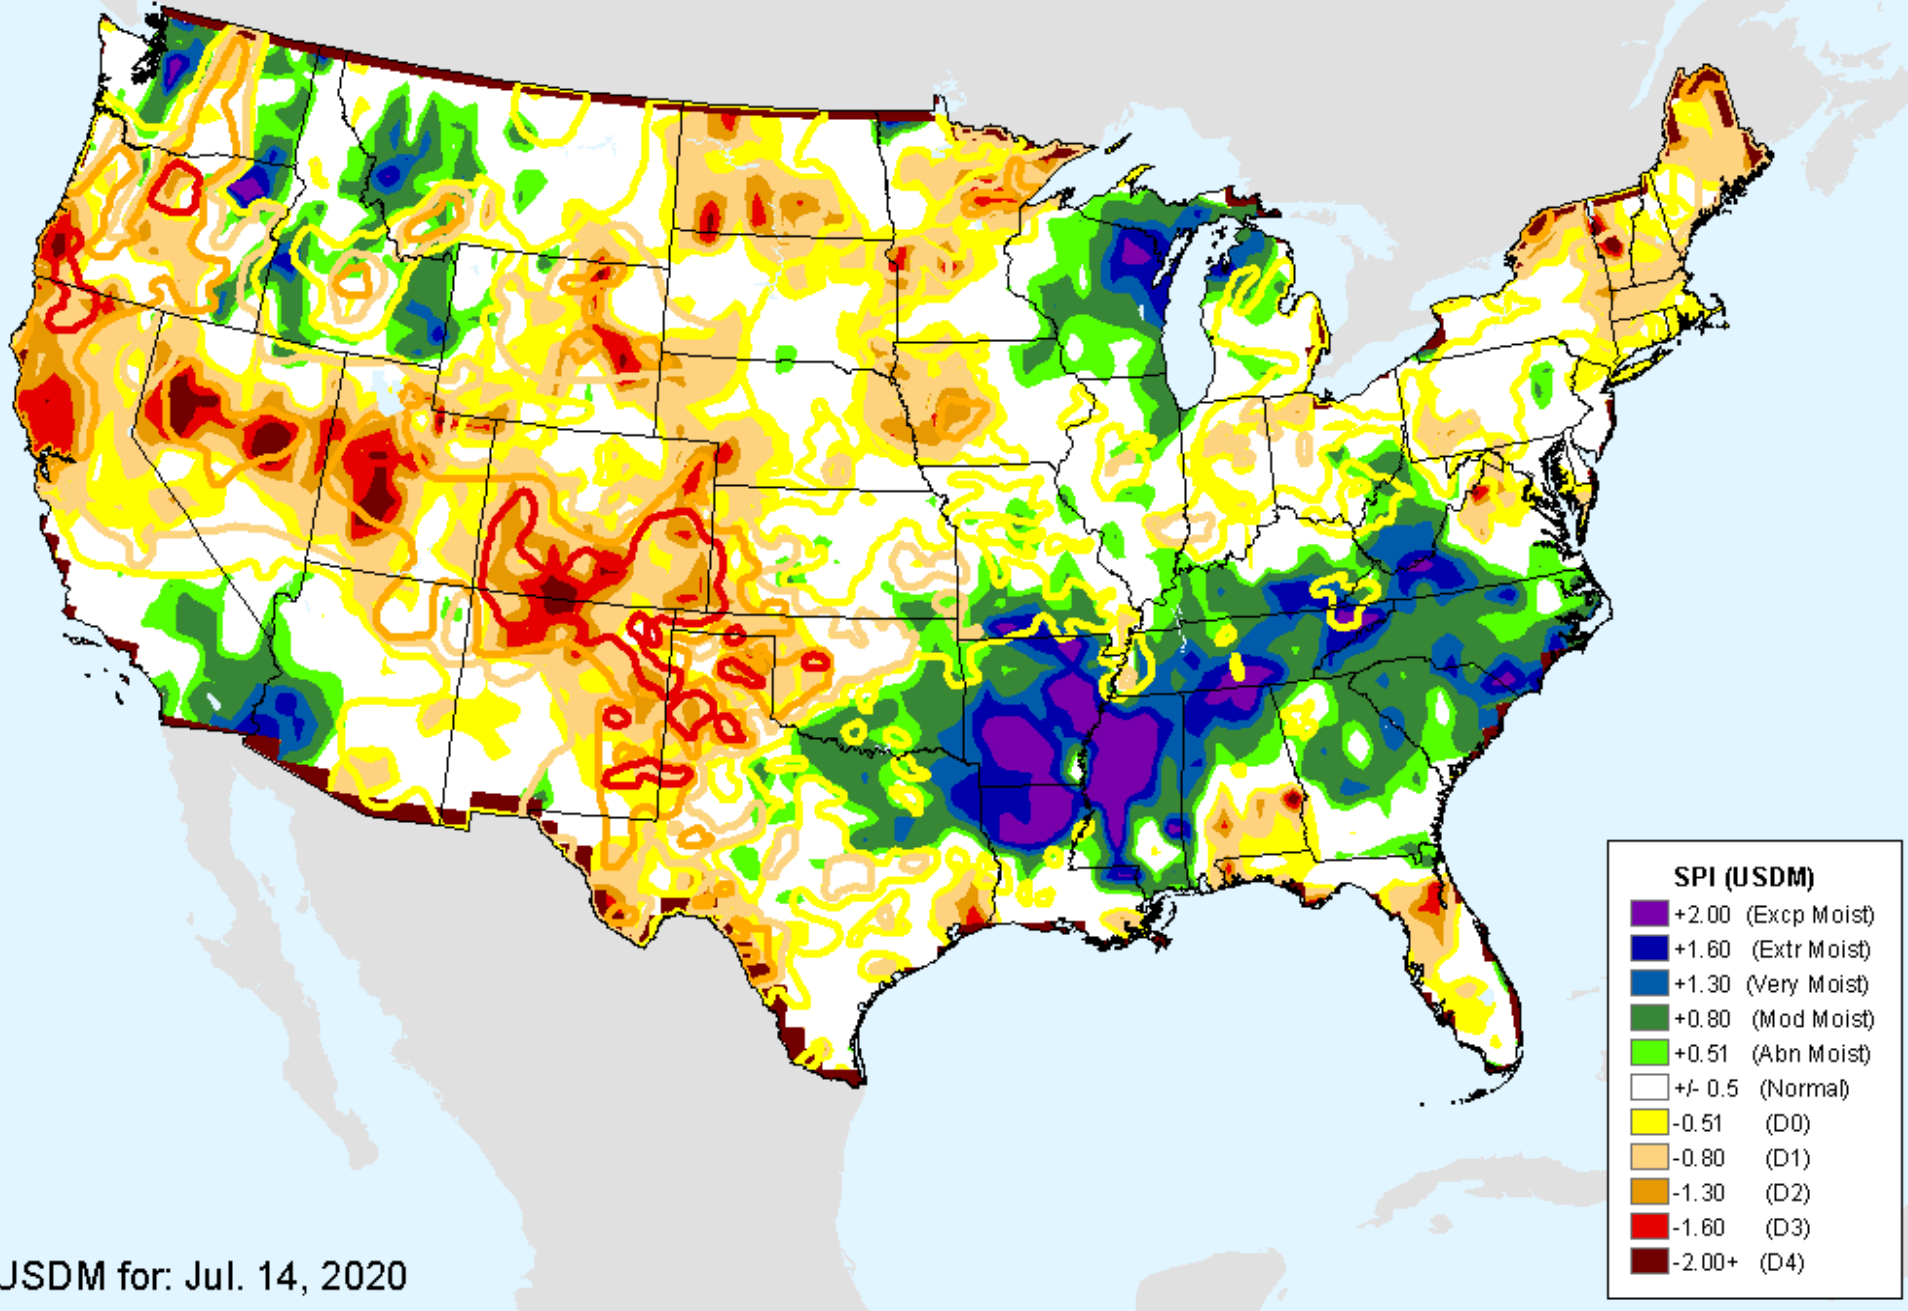 SPI (USDM)
+2.00 (Excp Moist)
+1.60 (Extr Moist)
+1.30 (Very Moist)
+0.80 (Mod Moist)
+0.51 (Abn Moist)
+/- 0.5 (Normal)
-0.51 (D0)
-0.80 (D1)
-1.30 (D2)
-1.60 (D3)
-2.00+ (D4)
USDM for: Jul. 14, 2020